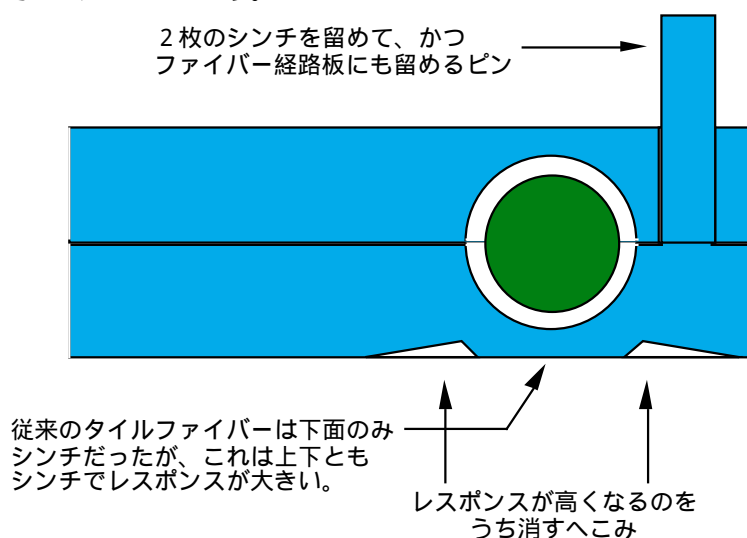 2枚のシンチを留めて、かつ
ファイバー経路板にも留めるピン
従来のタイルファイバーは下面のみ
シンチだったが、これは上下とも
シンチでレスポンスが大きい。
レスポンスが高くなるのを
うち消すへこみ